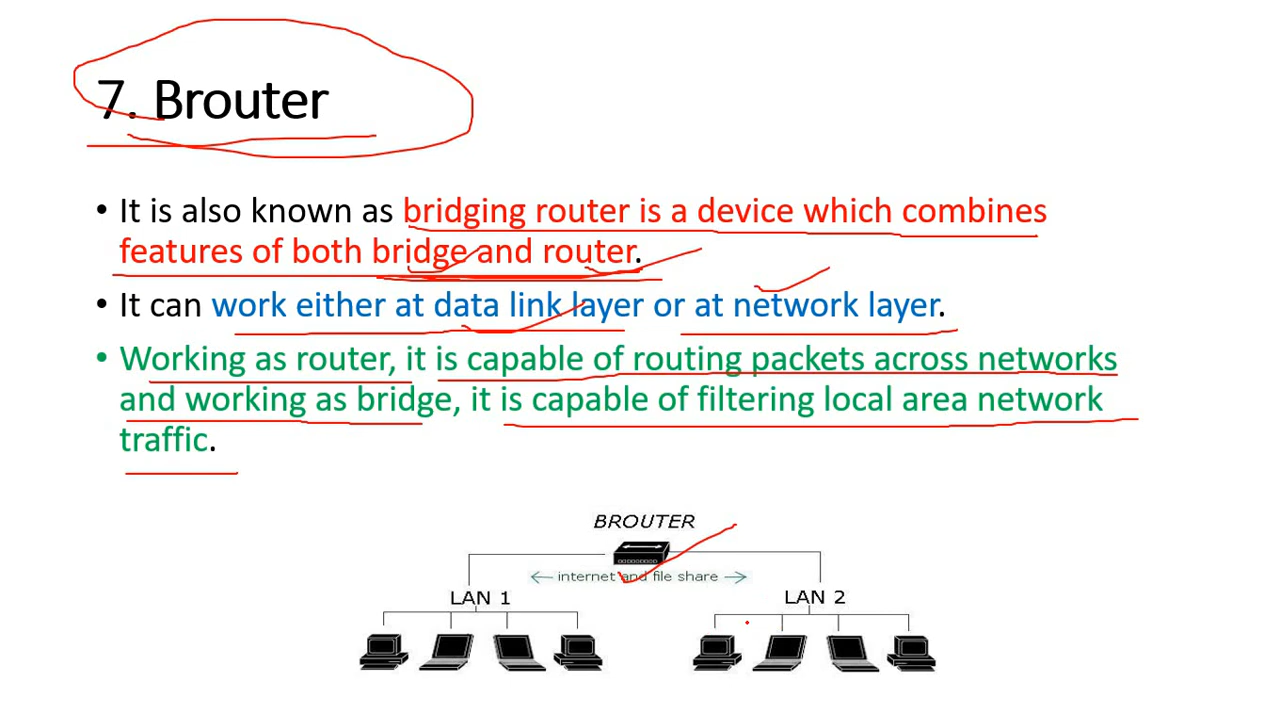 7. Brouter
• It is also known as bridging router is a device which combines
features of both bridge and router.
• It can work either at data link layer or at network layer.
• Working as router, it is capable of routing packets across networks
and working as bridge, it is capable of filtering local area network
traffic.
BROUTER
internet and file share
LAN 1
LAN 2